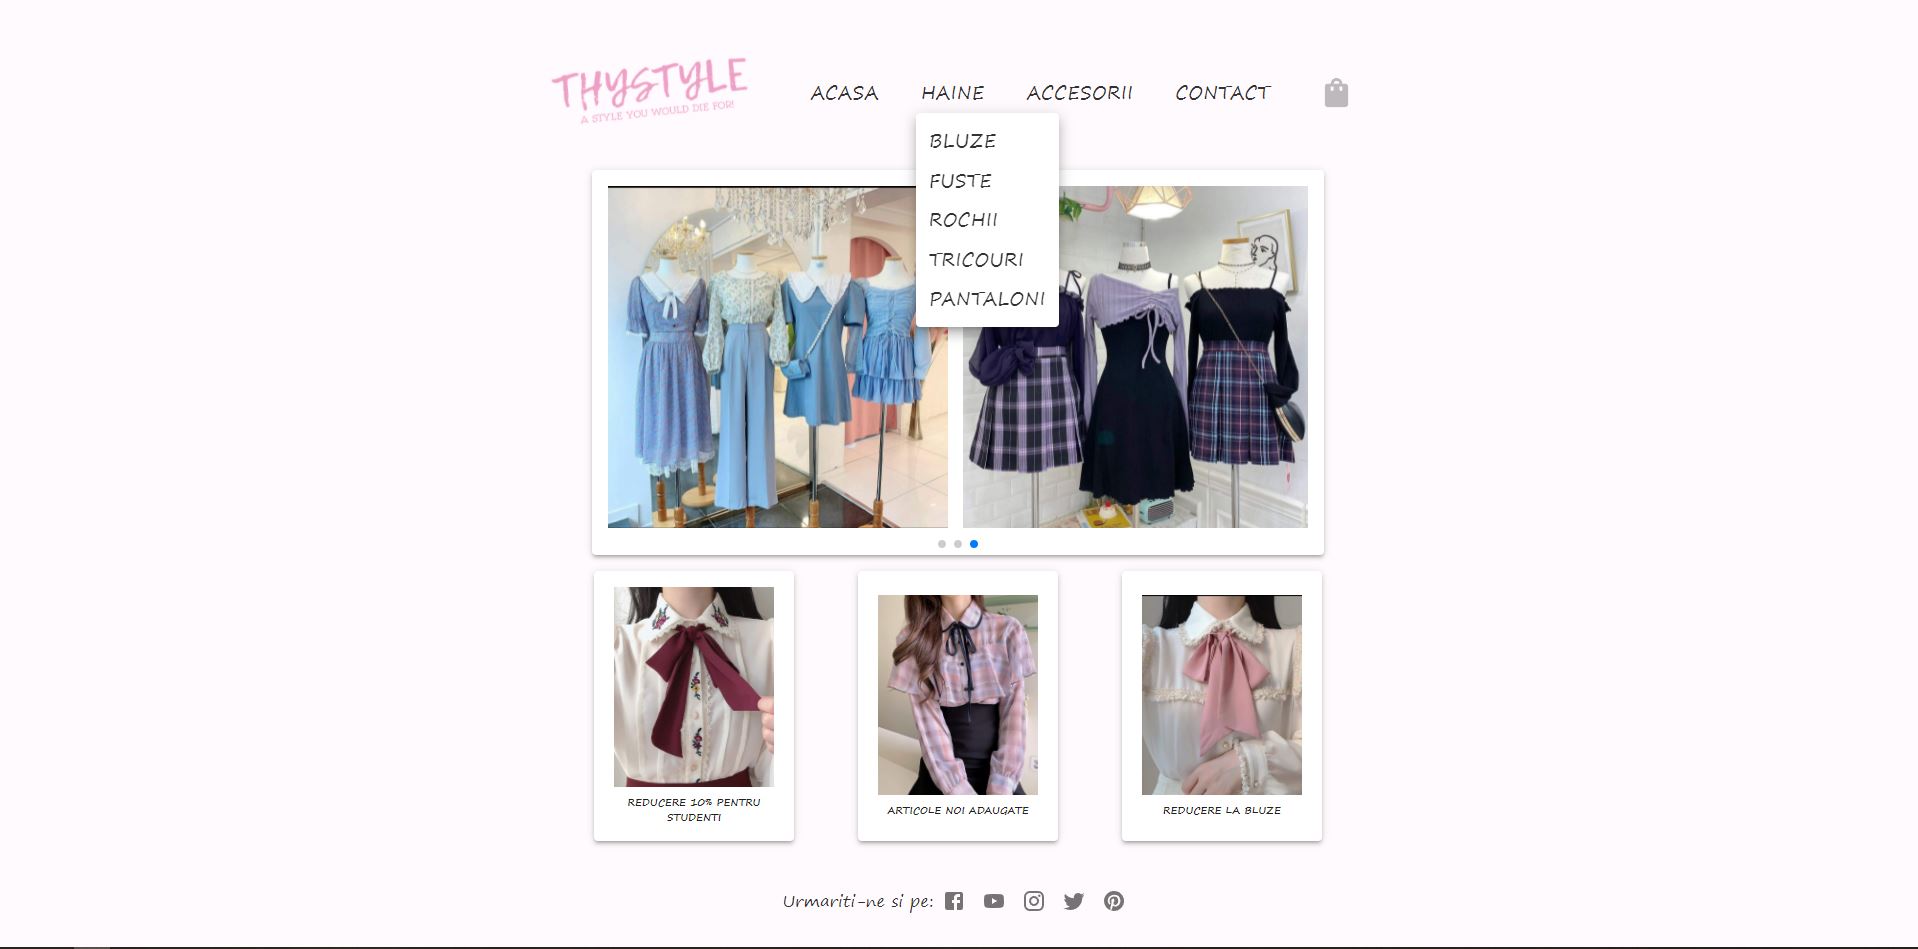 THYSTYLE
A STYLE YOU WOULD DIE FOR!
ACASA HAINE ACCESORII CONTACT
BLUZE
FUSTE
ROCHII
TRICOURI
PANTALONI
REDUCERE 10% PENTRU
STUDENTI
ARTICOLE NOI ADAUGATE
REDUCERE LA BLUZE
Urmariti-ne si pe: